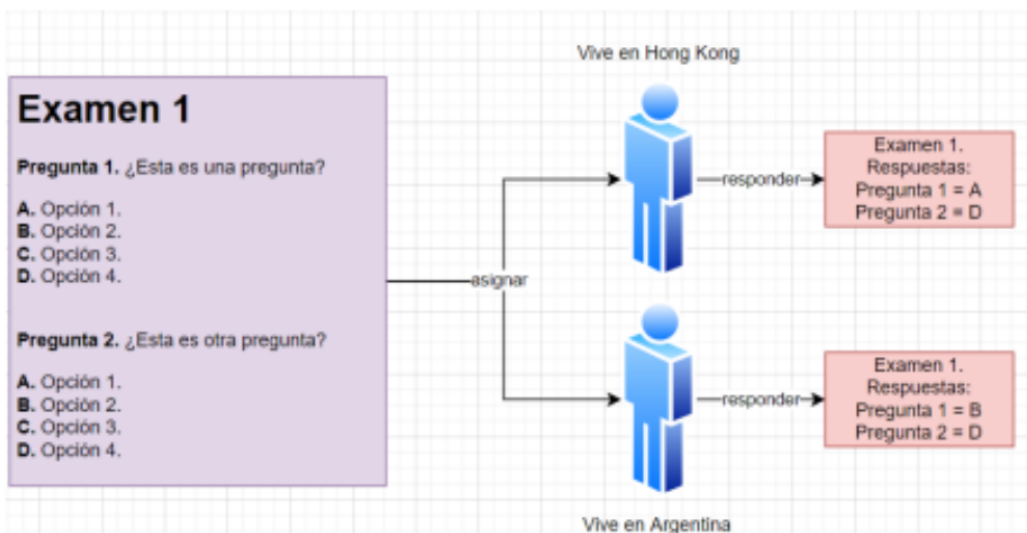 Examen 1
Pregunta 1. ¿Esta es una pregunta?
A. Opción 1.
B. Opción 2.
C. Opción 3.
D. Opción 4.
Pregunta 2. ¿Esta es otra pregunta?
A. Opción 1.
B. Opción 2.
C. Opción 3.
D. Opción 4.
asignar
Vive en Hong Kong
responder
Examen 1.
Respuestas:
Pregunta 1 = A
Pregunta 2 = D
responder
Examen 1.
Respuestas:
Pregunta 1 = B
Pregunta 2 = D
Vive en Argentina